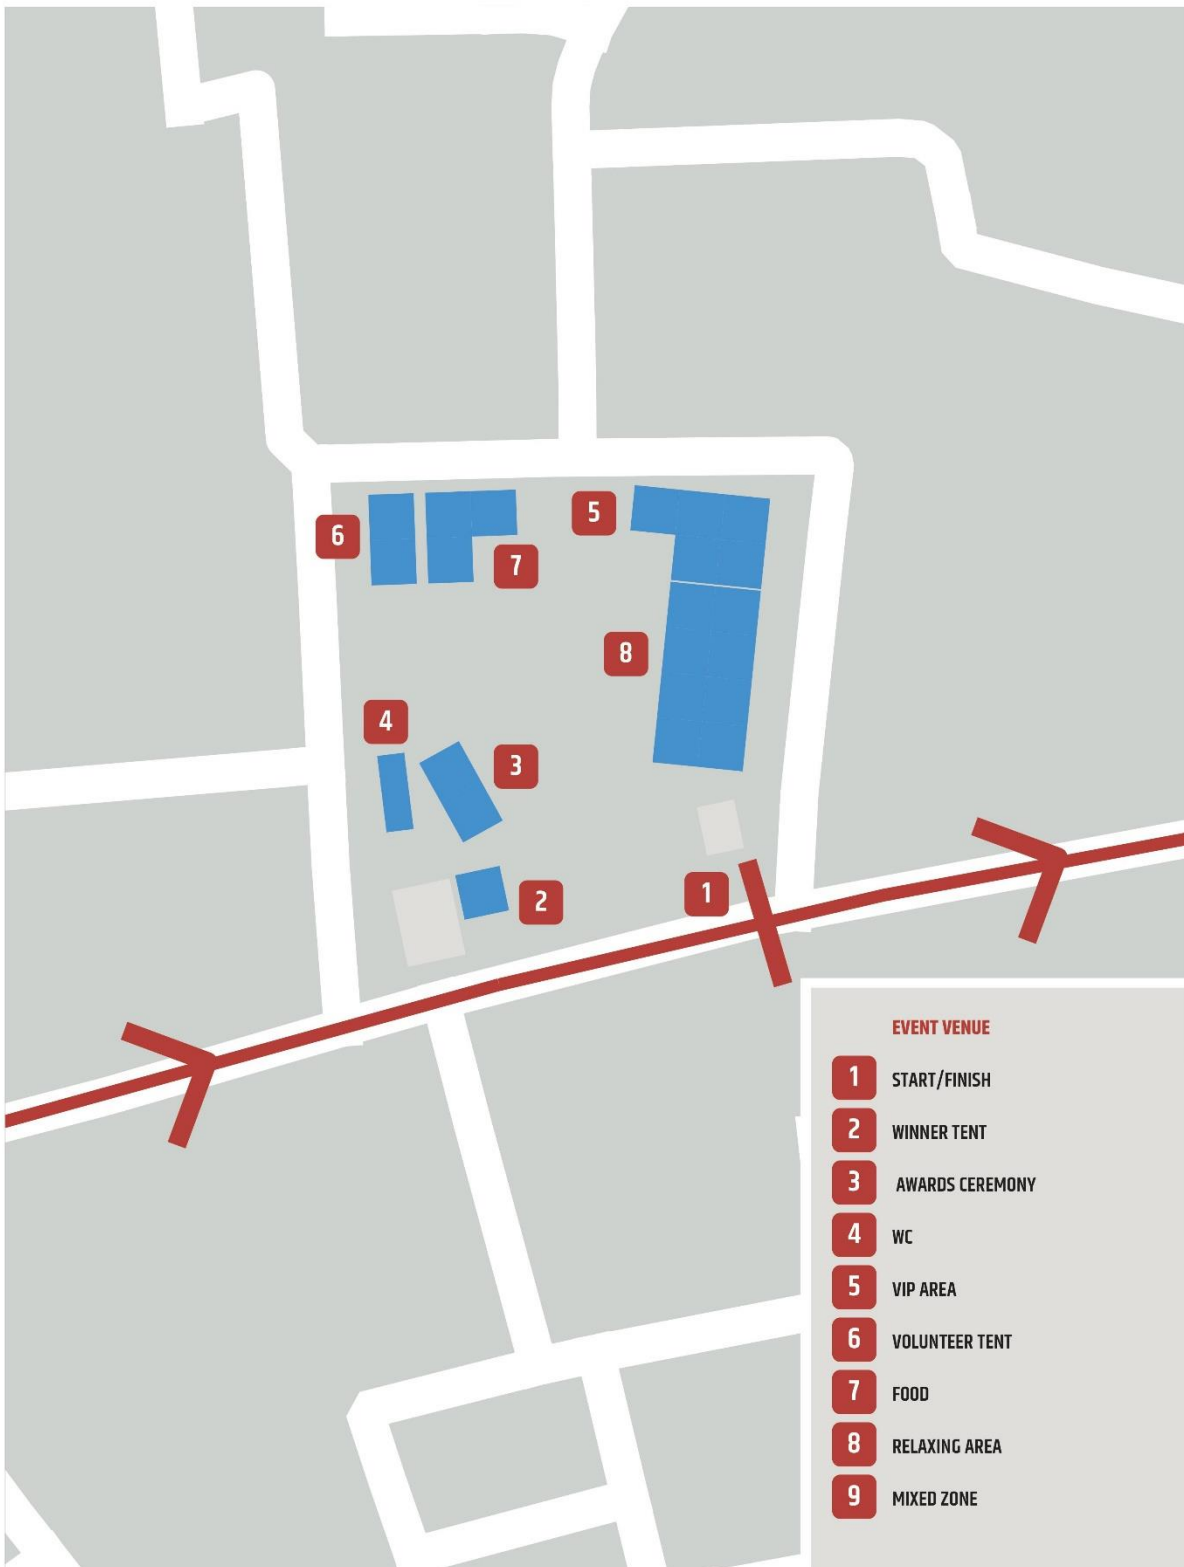 6
5
7
8
4
3
2
1
EVENT VENUE
1 START/FINISH
2 WINNER TENT
3 AWARDS CEREMONY
4 WC
5 VIP AREA
6 VOLUNTEER TENT
7 FOOD
8 RELAXING AREA
9 MIXED ZONE